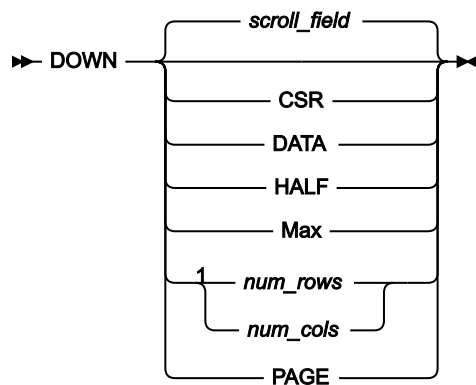 scroll_field
DOWN
CSR
DATA
HALF
Max
1
num_rows
num_cols
PAGE